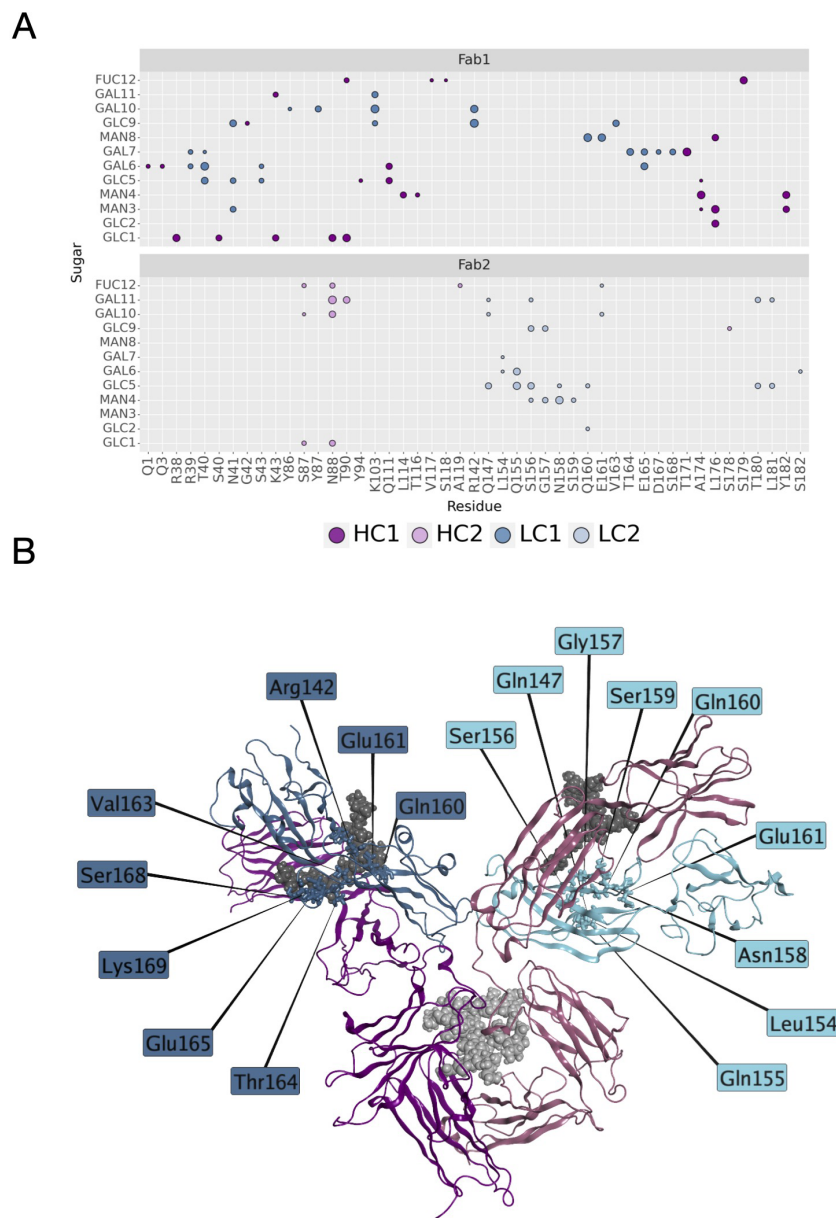 A
Fab1
FUC12
GAL11
GAL10
GLC9
MAN8
GAL7
GAL6
GLC5
MAN4
MAN3
GLC2
GLC1
Sugar
Fab2
FUC12
GAL11
GAL10
GLC9
MAN8
GAL7
GAL6
GLC5
MAN4
MAN3
GLC2
GLC1
Q1 Q3 R38 R39 T40 S40 N41 G42 S43 K43 Y86 Y87 S87 N88 T90 Y94 K103 Q111 L114 T116 V117 S118 A119 R142 Q147 L154 Q155 S156 G157 N158 S159 Q160 E161 V163 T164 E165 D167 S168 T171 A174 L176 S178 S179 T180 L181 Y182 S182
Residue
HC1 HC2 LC1 LC2
B
Gly157
Arg142 Gln147 Ser159
Glu161 Ser156 Gln160
Val163 Gln160
Glu161
Ser168
Lys169 Asn158
Glu165 Leu154
Thr164 Gln155